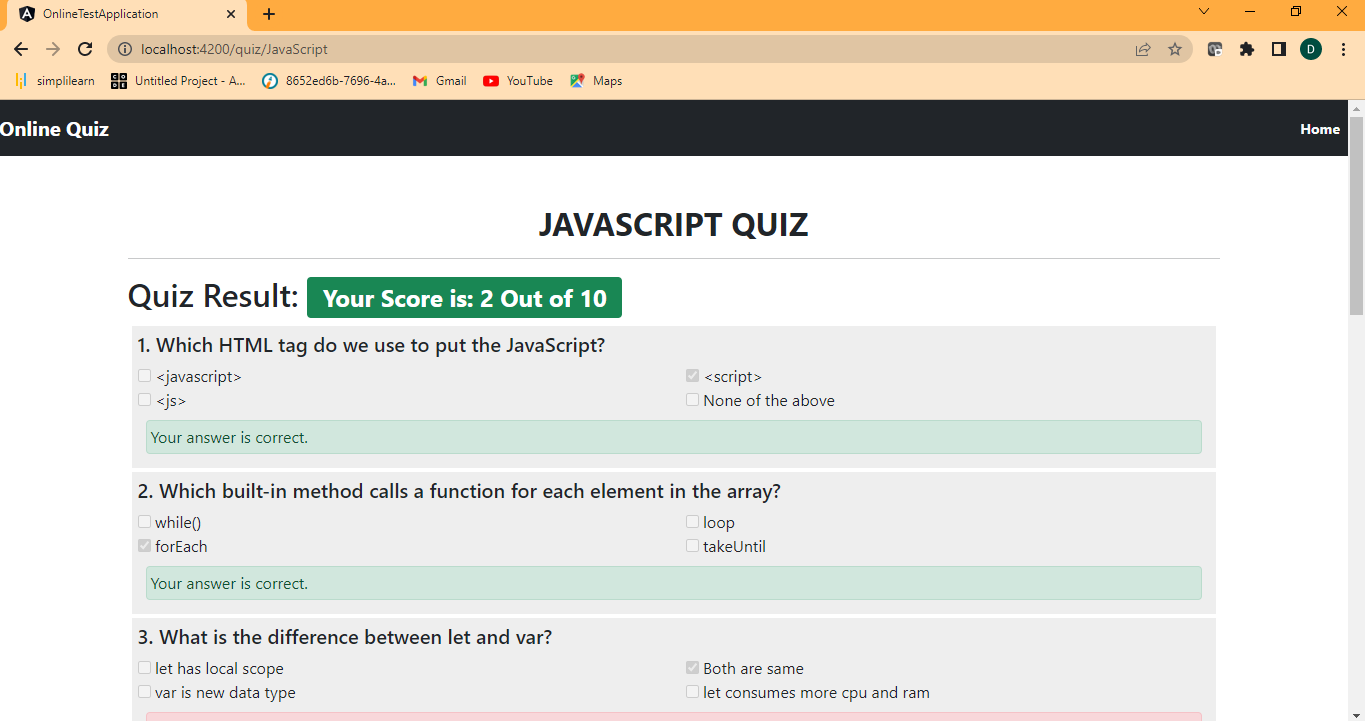 OnlineTestApplication
localhost:4200/quiz/JavaScript
D
simplilearn
CODE
Untitled Project - A...
8652ed6b-7696-4a...
Gmail
YouTube
Maps
Online Quiz
Home
JAVASCRIPT QUIZ
Quiz Result: Your Score is: 2 Out of 10
1. Which HTML tag do we use to put the JavaScript?
<javascript> <script>
<js> None of the above
Your answer is correct.
2. Which built-in method calls a function for each element in the array?
while() loop
forEach takeUntil
Your answer is correct.
3. What is the difference between let and var?
let has local scope Both are same
var is new data type let consumes more cpu and ram